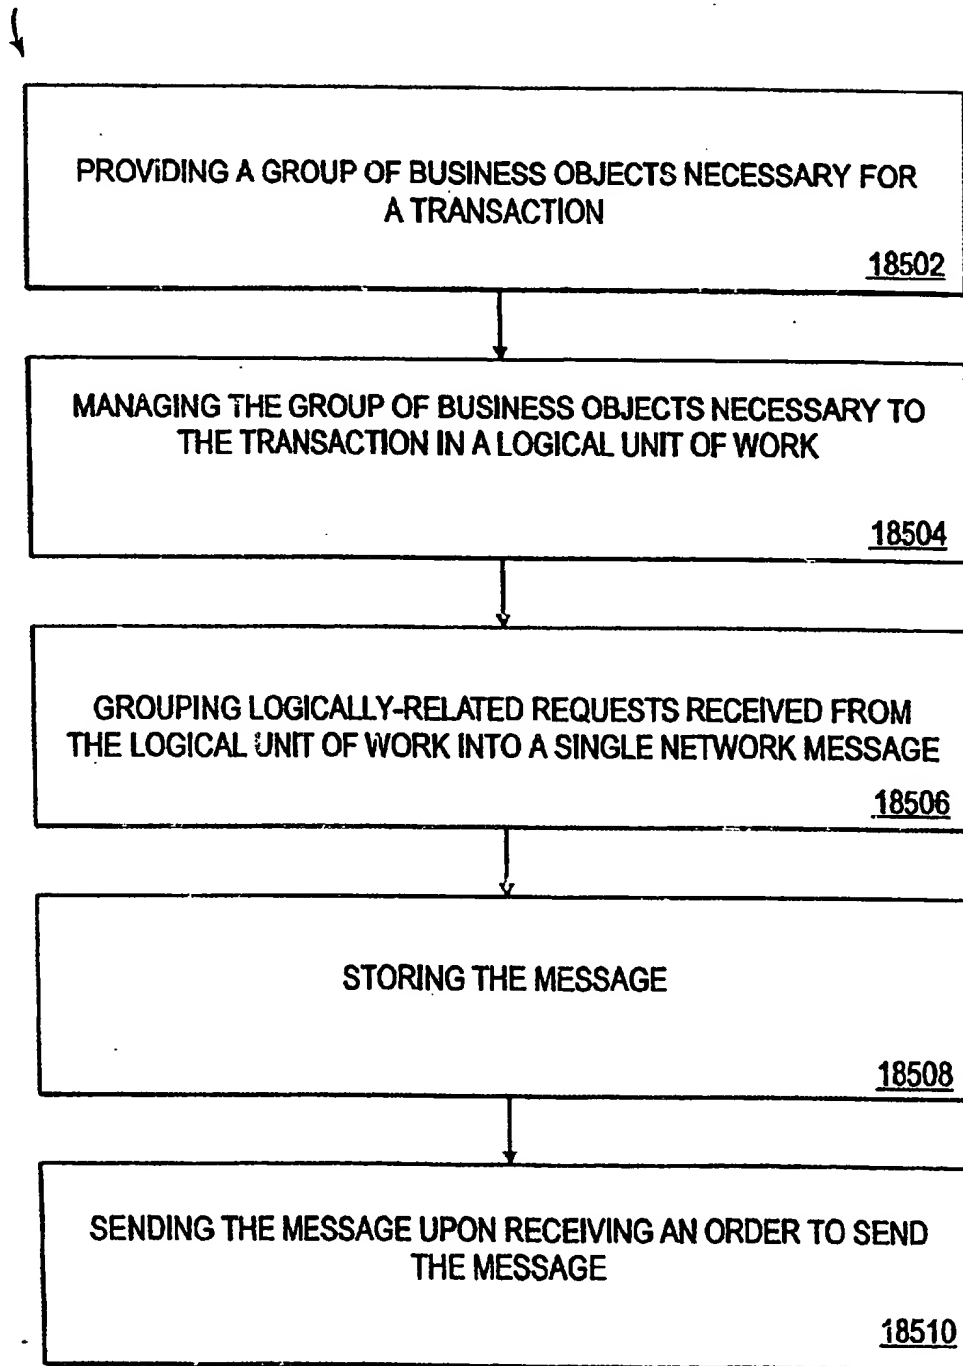 PROVIDING A GROUP OF BUSINESS OBJECTS NECESSARY FOR
A TRANSACTION
18502
MANAGING THE GROUP OF BUSINESS OBJECTS NECESSARY TO
THE TRANSACTION IN A LOGICAL UNIT OF WORK
18504
GROUPING LOGICALLY-RELATED REQUESTS RECEIVED FROM
THE LOGICAL UNIT OF WORK INTO A SINGLE NETWORK MESSAGE
18506
STORING THE MESSAGE
18508
SENDING THE MESSAGE UPON RECEIVING AN ORDER TO SEND
THE MESSAGE
18510